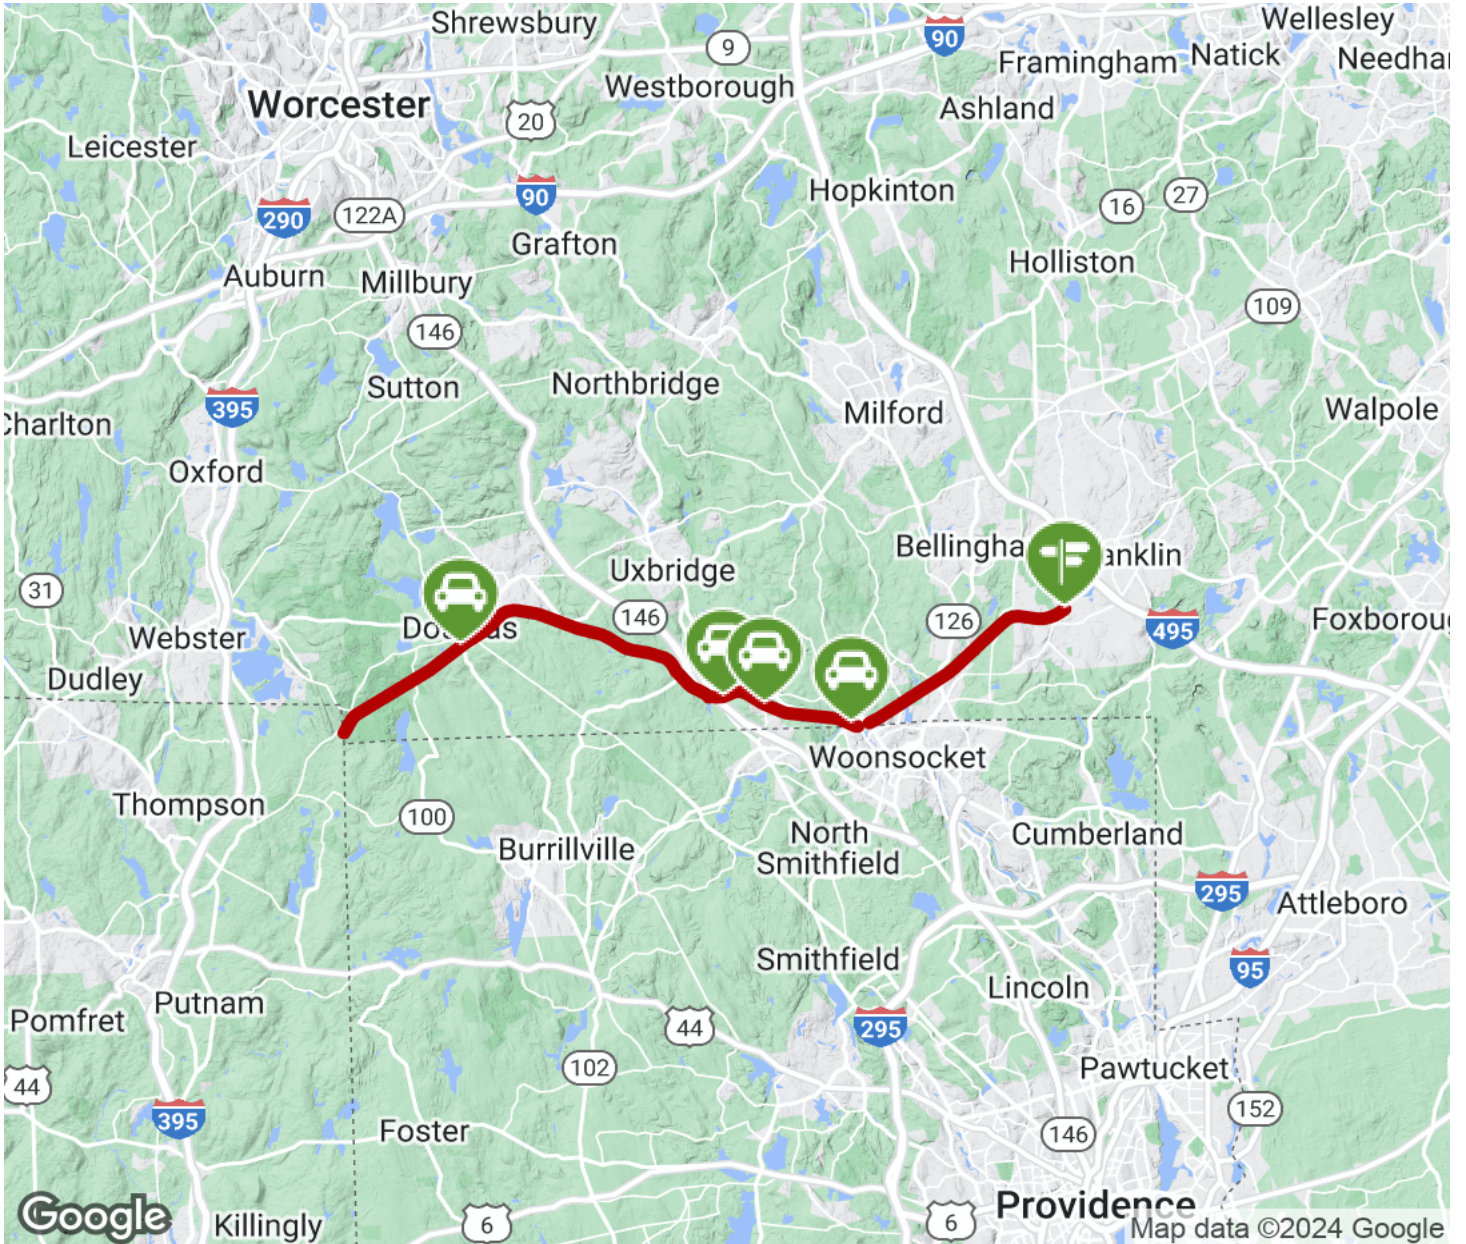 Shrewsbury
Wellesley
9
90
Framingham
Natick
Needha
Worcester
Westborough
Ashland
20
Leicester
90
Hopkinton
16
27
290
122A
Grafton
Holliston
Auburn
Millbury
109
146
Sutton
Northbridge
395
Milford
Walpole
Charlton
Oxford
Bellingha
anklin
31
Uxbridge
146
126
Foxborou
495
Do
as
Webster
Dudley
Woonsocket
Thompson
100
North
Smithfield
Cumberland
Burrillville
295
Attleboro
Smithfield
95
Lincoln
Putnam
Pomfret
44
295
102
Pawtucket
44
152
395
Foster
146
Providence
6
6
Google
Killingly
Map data ©2024 Google